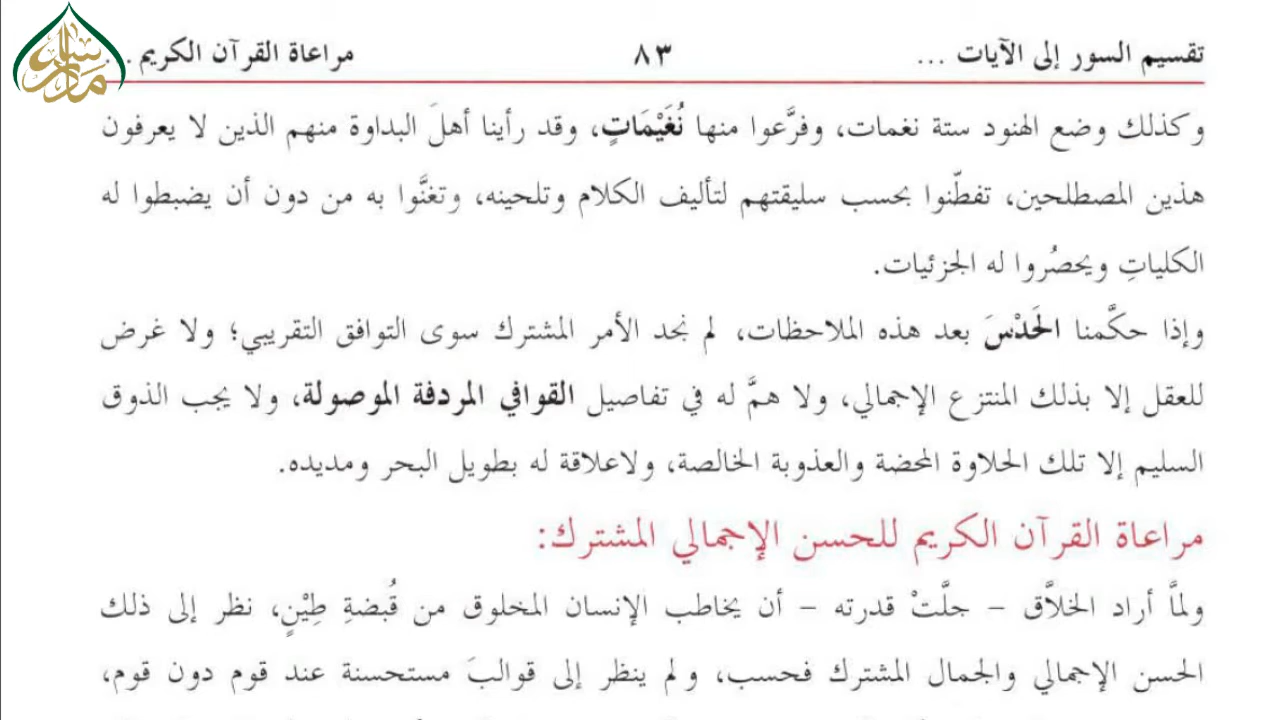 تقسيم السور إلى الآيات ... ٨٣ مراعاة القرآن الكريم ...
وكذلك وضع الهنود ستة نغمات، وفرَّعوا منها نُغَيْمَاتٍ، وقد رأينا أهلَ البداوة منهم الذين لا يعرفون
هذين المصطلحين، تفطّنوا بحسب سليقتهم لتأليف الكلام وتلحينه، وتغنَّوا به من دون أن يضبطوا له
الكلياتِ ويحصُروا له الجزئيات.
وإذا حكَّمنا الحَدْسَ بعد هذه الملاحظات، لم نجد الأمر المشترك سوى التوافق التقريبي؛ ولا غرض
للعقل إلا بذلك المنتزع الإجمالي، ولا همَّ له في تفاصيل القوافي المردفة الموصولة، ولا يجب الذوق
السليم إلا تلك الحلاوة المحضة والعذوبة الخالصة، ولاعلاقة له بطويل البحر ومديده.
مراعاة القرآن الكريم للحسن الإجمالي المشترك:
ولمَّا أراد الخلاَّق - جلَّتْ قدرته - أن يخاطب الإنسان المخلوق من قُبضةِ طِيْنٍ، نظر إلى ذلك
الحسن الإجمالي والجمال المشترك فحسب، ولم ينظر إلى قوالبَ مستحسنة عند قوم دون قوم،